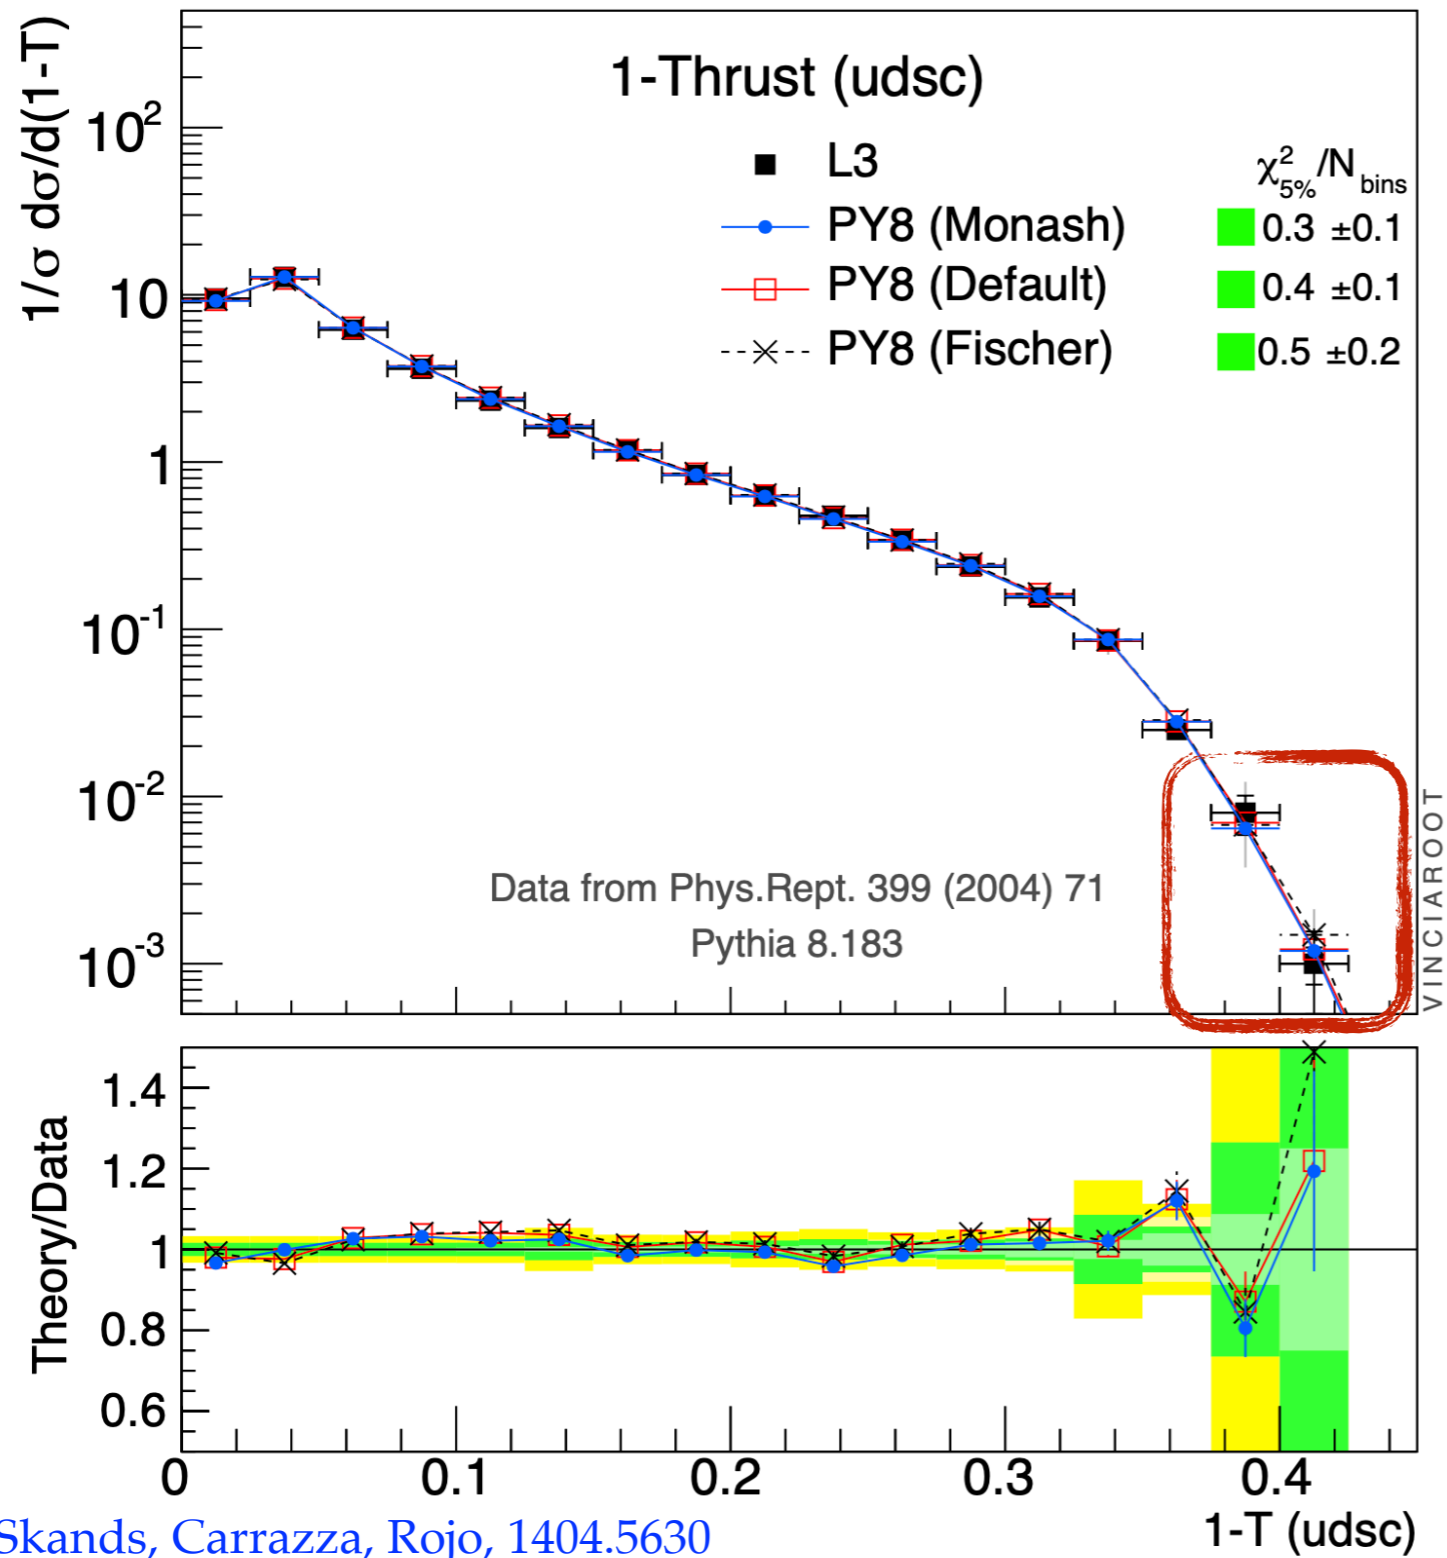 1/σ dσ/d(1-T)
1-Thrust (udsc)
L3
χ²5%/Nbins
PY8 (Monash) 0.3 ±0.1
PY8 (Default) 0.4 ±0.1
PY8 (Fischer) 0.5 ±0.2
10²
10
1
10⁻¹
10⁻²
10⁻³
Data from Phys.Rept. 399 (2004) 71
Pythia 8.183
VINCIAROOT
Theory/Data
1.4
1.2
1
0.8
0.6
0 0.1 0.2 0.3 0.4
1-T (udsc)
Skands, Carrazza, Rojo, 1404.5630